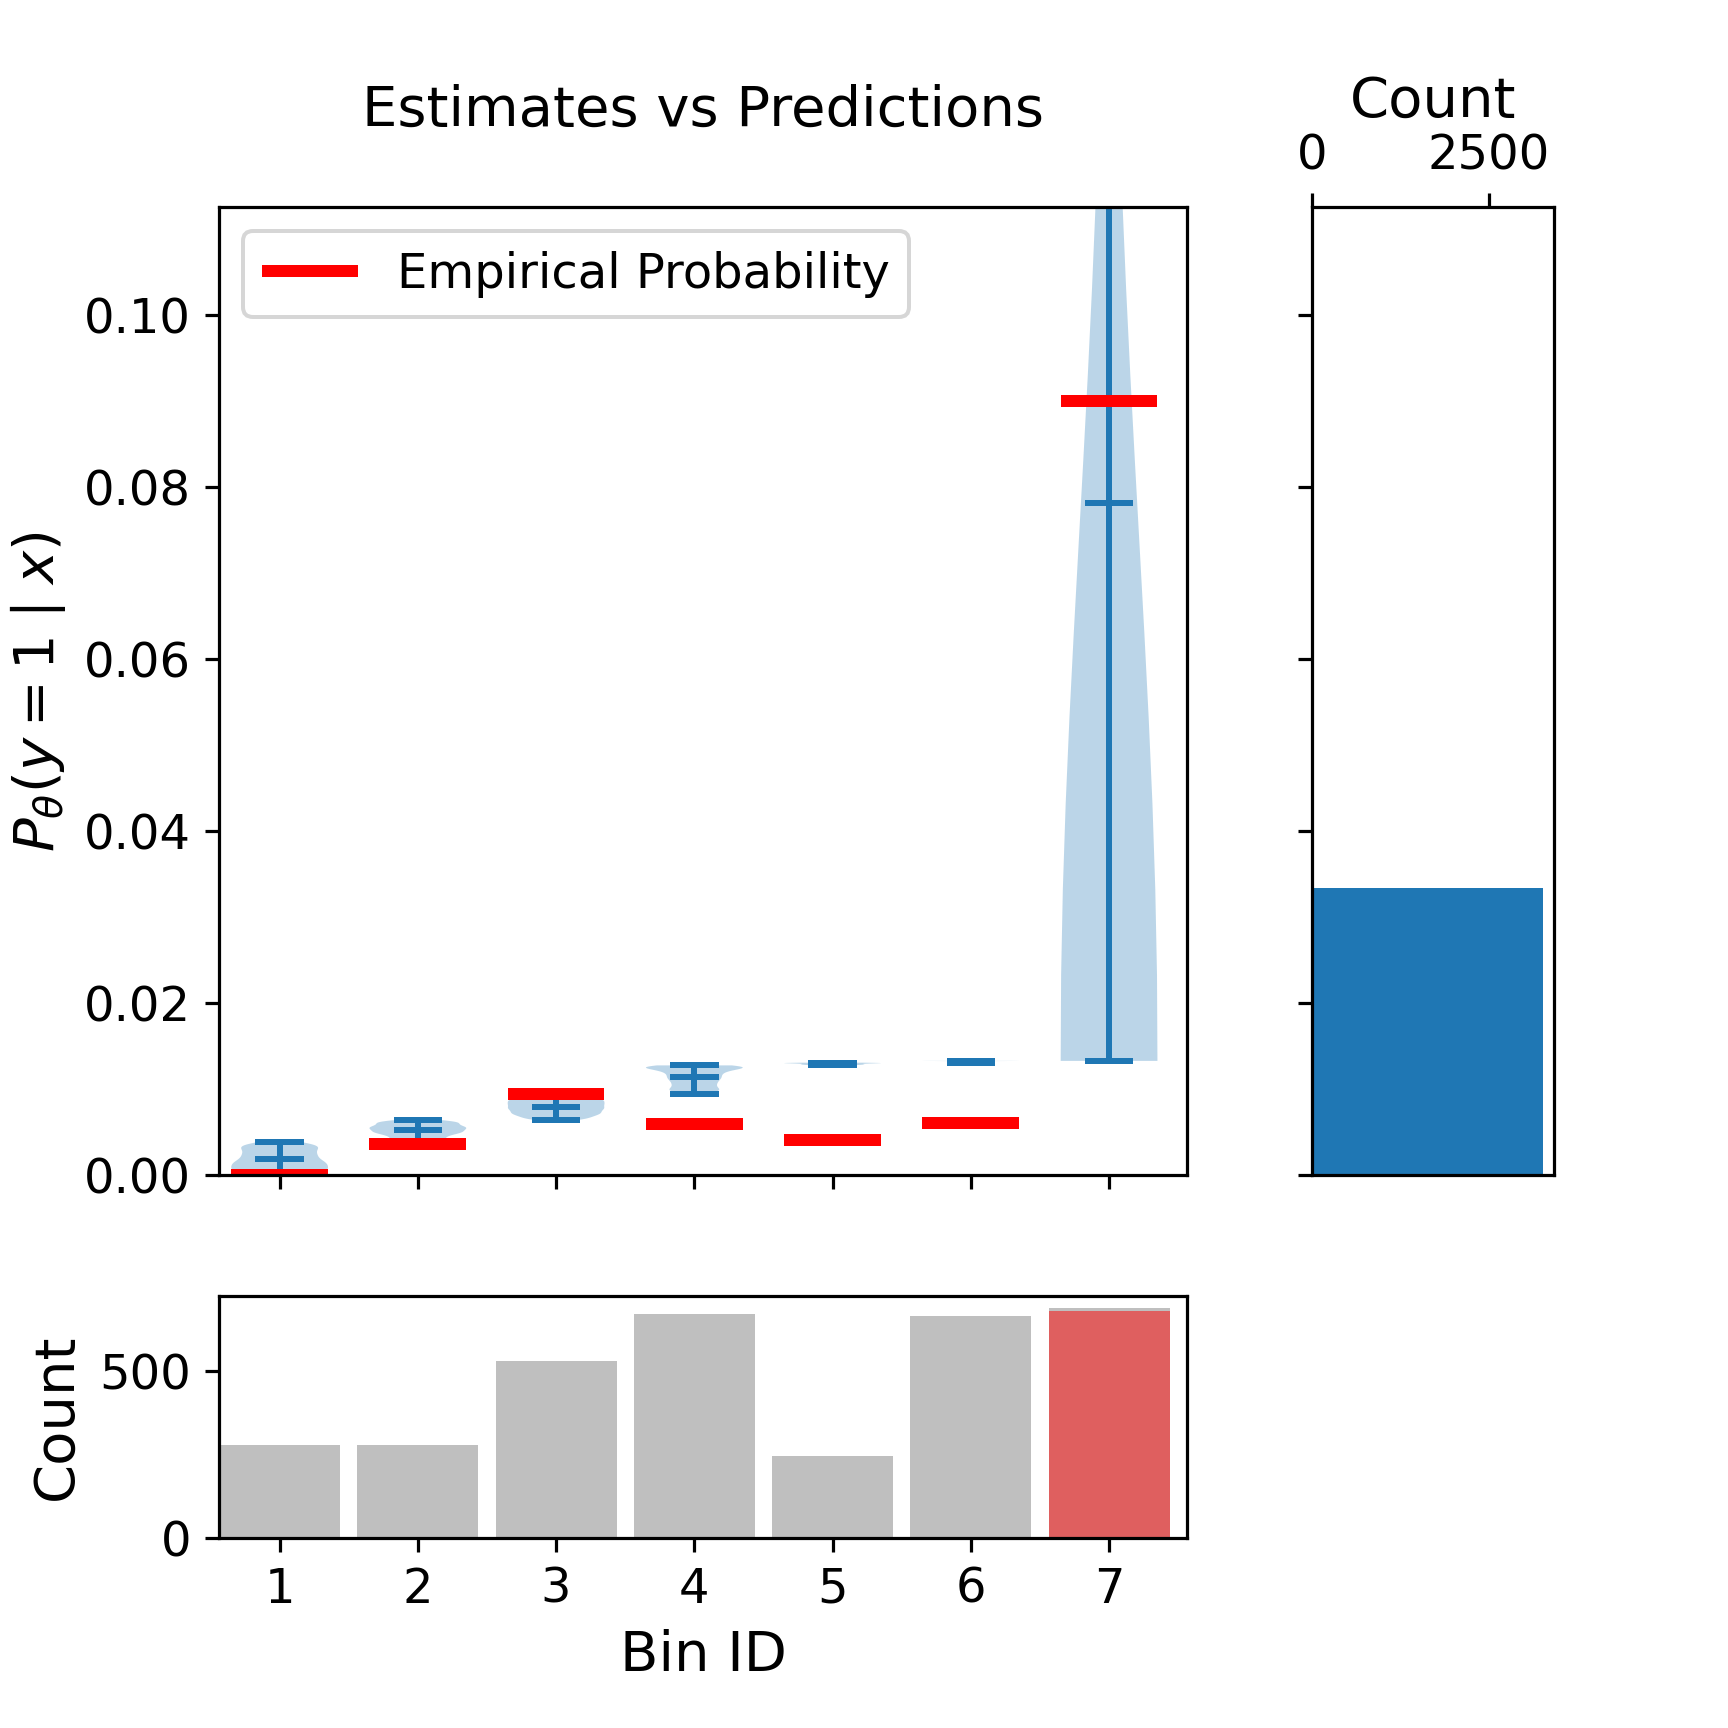 Estimates vs Predictions
Count
0 2500
Empirical Probability
0.10
0.08
0.06
0.04
0.02
0.00
P_θ(y = 1 | x)
Count
500
0
1 2 3 4 5 6 7
Bin ID